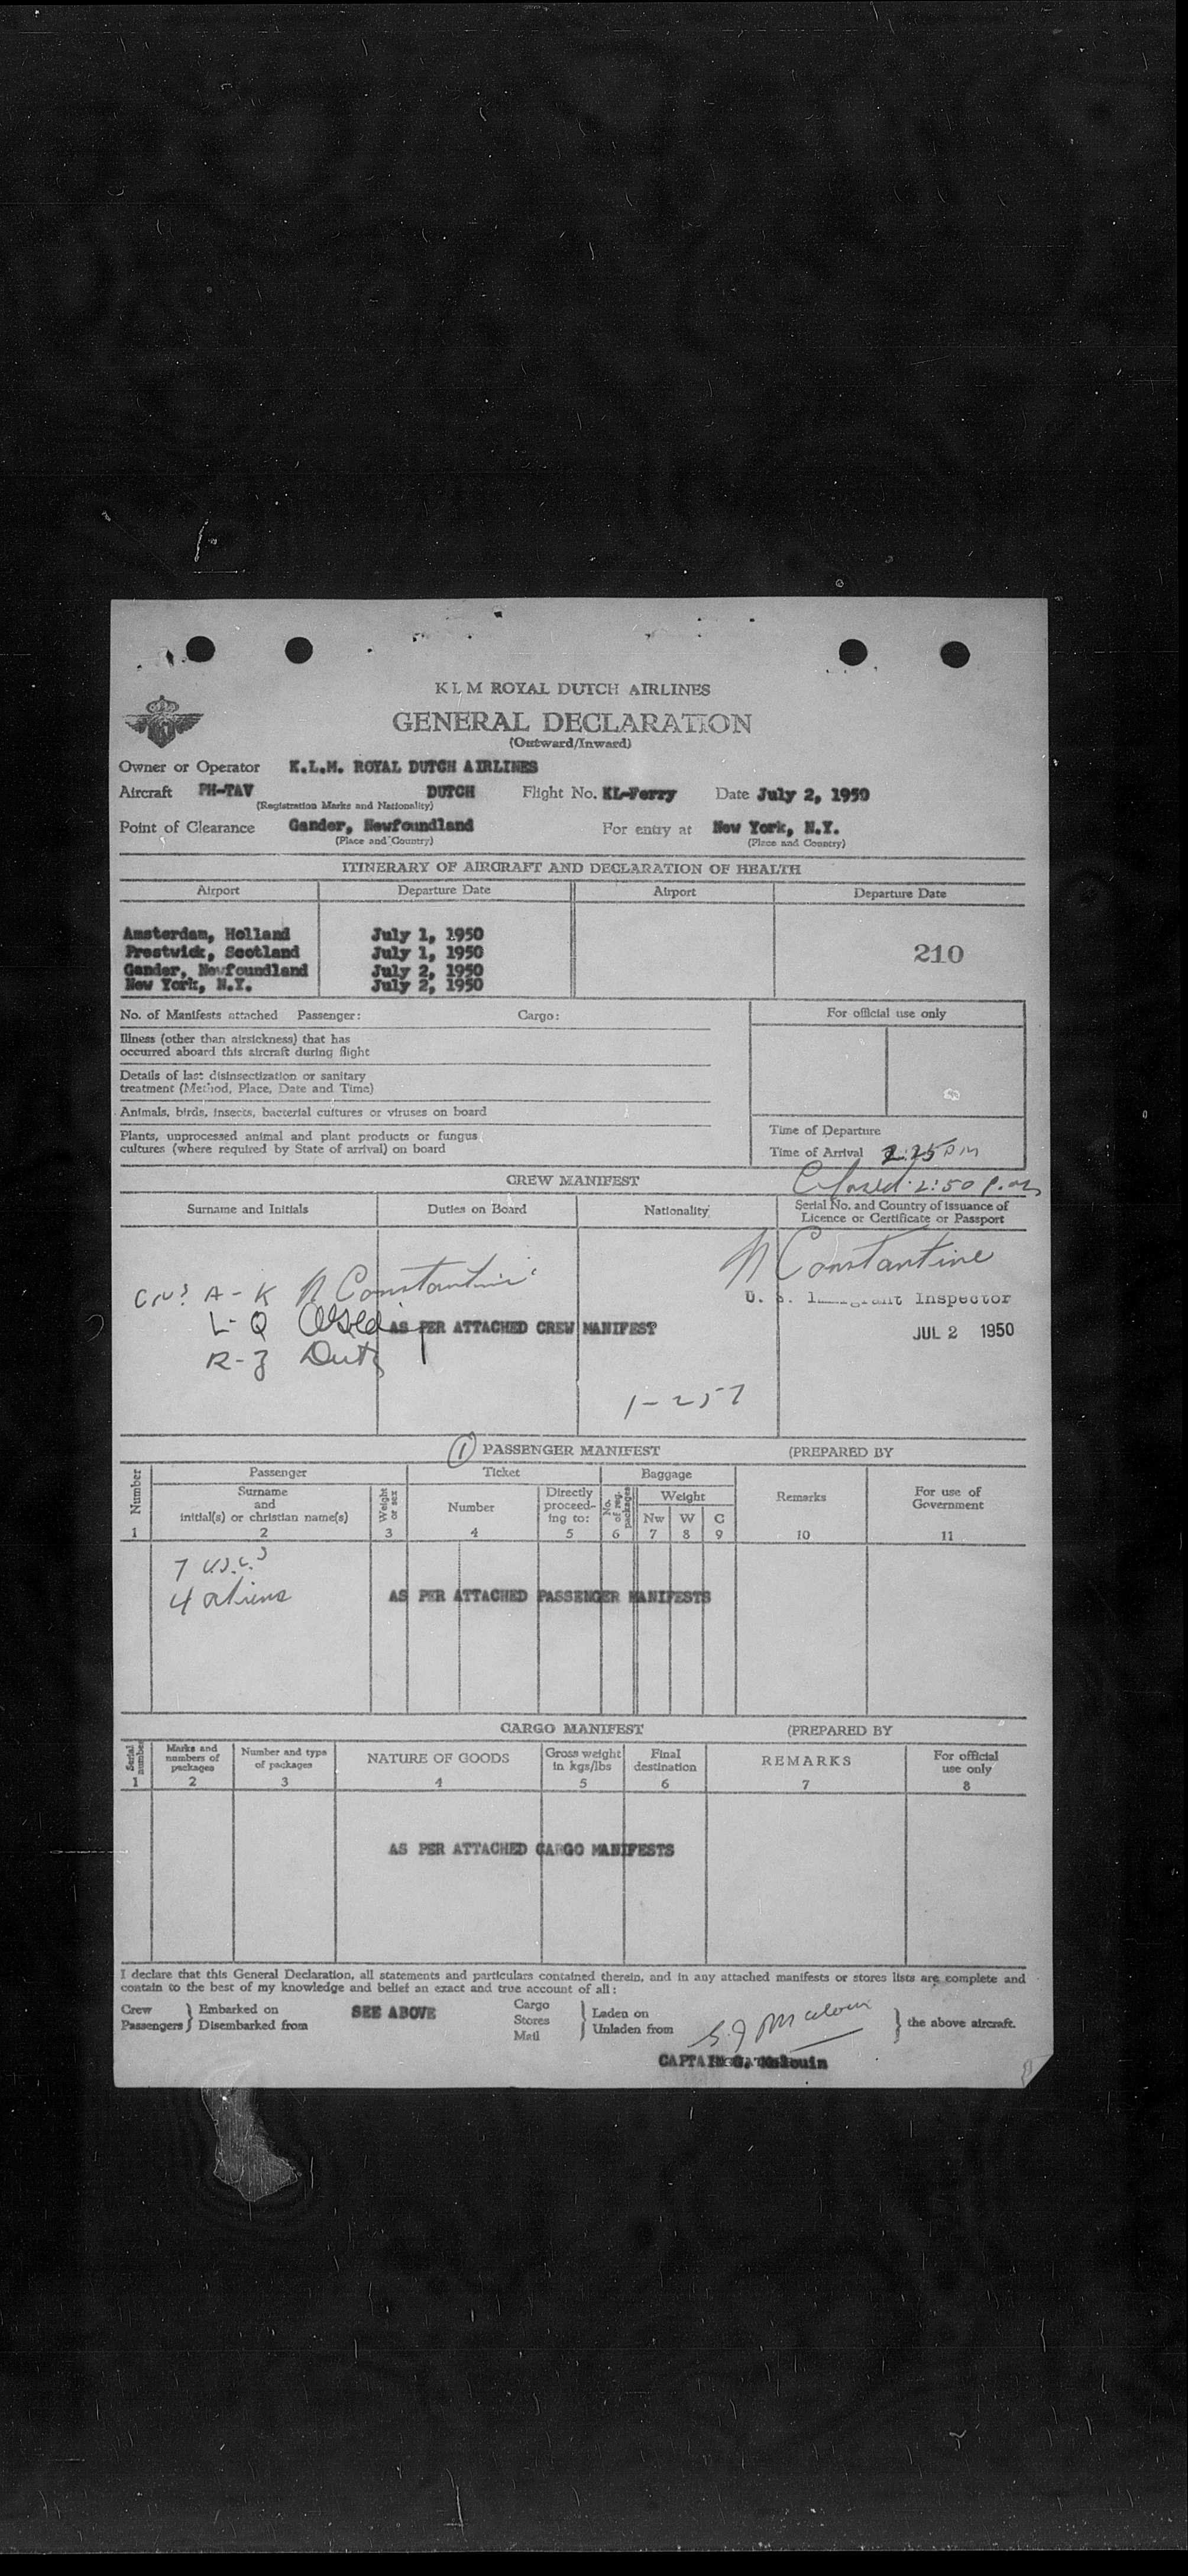 KLM ROYAL DUTCH AIRLINES
GENERAL DECLARATION
(Outward/Inward)
Owner or Operator K.L.M. ROYAL DUTCH AIRLINES
Aircraft PH-TAV DUTCH Flight No. KL-Ferry Date July 2, 1950
(Registration Marks and Nationality)
Point of Clearance Gander, Newfoundland For entry at New York, N.Y.
(Place and Country) (Place and Country)
ITINERARY OF AIRCRAFT AND DECLARATION OF HEALTH
Airport Departure Date Airport Departure Date
Amsterdam, Holland July 1, 1950
Prestwick, Scotland July 1, 1950 210
Gander, Newfoundland July 2, 1950
New York, N.Y. July 2, 1950
No. of Manifests attached Passenger: Cargo: For official use only
Illness (other than airsickness) that has
occurred aboard this aircraft during flight
Details of last disinsectization or sanitary
treatment (Method, Place, Date and Time)
Animals, birds, insects, bacterial cultures or viruses on board
Plants, unprocessed animal and plant products or fungus
cultures (where required by State of arrival) on board
Time of Departure
Time of Arrival 2:25 PM
Closed 2:50 P.M
CREW MANIFEST
Surname and Initials Duties on Board Nationality Serial No. and Country of issuance of
Licence or Certificate or Passport
N Constantine
A-K N Constantine
U. S. Immigrant Inspector
L-Q AS PER ATTACHED CREW MANIFEST
JUL 2 1950
R-Z
1-257
(1) PASSENGER MANIFEST (PREPARED BY
Number Passenger Ticket Baggage
Surname
and
initial(s) or christian name(s) Weight or sex Number Directly
proceed-
ing to: No. of reg. packages Weight Remarks For use of
Government
Nw W C
1 2 3 4 5 6 7 8 9 10 11
7 U.S.C.s
4 aliens AS PER ATTACHED PASSENGER MANIFESTS
CARGO MANIFEST (PREPARED BY
Serial number Marks and
numbers of
packages Number and type
of packages NATURE OF GOODS Gross weight
in kgs/lbs Final
destination REMARKS For official
use only
1 2 3 4 5 6 7 8
AS PER ATTACHED CARGO MANIFESTS
I declare that this General Declaration, all statements and particulars contained therein, and in any attached manifests or stores lists are complete and
contain to the best of my knowledge and belief an exact and true account of all:
Crew Embarked on SEE ABOVE Cargo Laden on
Passengers Disembarked from Stores Unladen from the above aircraft.
Mail
CAPTAIN G. Malouin